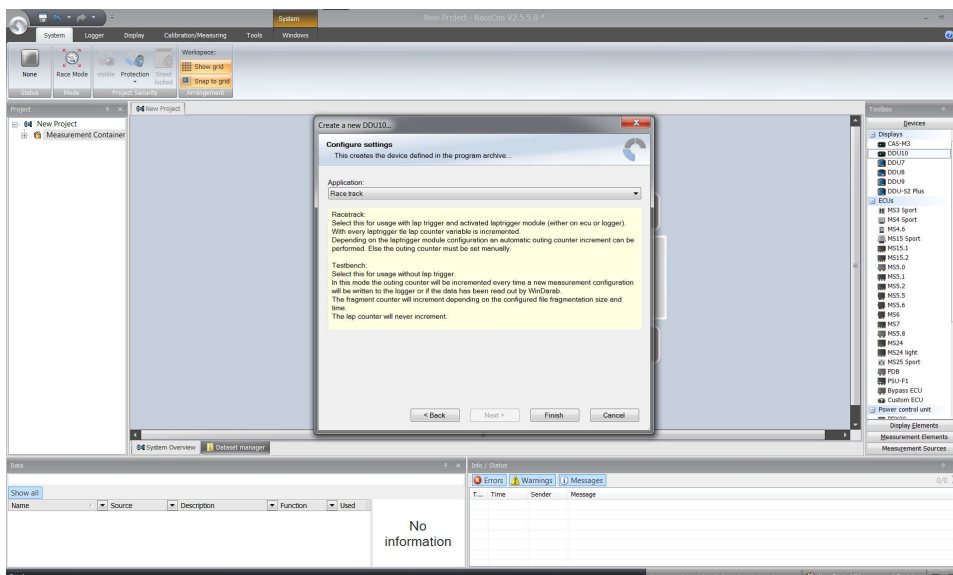 System
New Project - RaceCon V2.5.5.0 *
System
Logger
Display
Calibration/Measuring
Tools
Windows
None
Race Mode
visible
Protection
Sheet locked
Workspace:
Show grid
Snap to grid
Status
Mode
Project Security
Arrangement
Project
New Project
Measurement Container
New Project
Create a new DDU10...
Configure settings
This creates the device defined in the program archive...
Application:
Race track
Racetrack:
Select this for usage with lap trigger and activated laptrigger module (either on ecu or logger).
With every laptrigger tle lap counter variable is incremented.
Depending on the laptrigger module configuration an automatic outing counter increment can be
performed. Else the outing counter must be set manually.
Testbench:
Select this for usage without lap trigger.
In this mode the outing counter will be incremented every time a new measurement configuration
will be written to the logger or if the data has been read out by WinDarab.
The fragment counter will increment depending on the configured file fragmentation size and
time.
The lap counter will never increment.
< Back
Next >
Finish
Cancel
System Overview
Dataset manager
Toolbox
Devices
Displays
CAS-M3
DDU10
DDU7
DDU8
DDU9
DDU-S2 Plus
ECUs
MS3 Sport
MS4 Sport
MS4.6
MS15 Sport
MS15.1
MS15.2
MS5.0
MS5.1
MS5.2
MS5.5
MS5.6
MS6
MS7
MS5.8
MS24
MS24 light
MS25 Sport
PDB
PSU-F1
Bypass ECU
Custom ECU
Power control unit
Display Elements
Measurement Elements
Measurement Sources
Data
Show all
Name
Source
Description
Function
Used
No
information
Info / Status
Errors
Warnings
Messages
0/0
T...
Time
Sender
Message